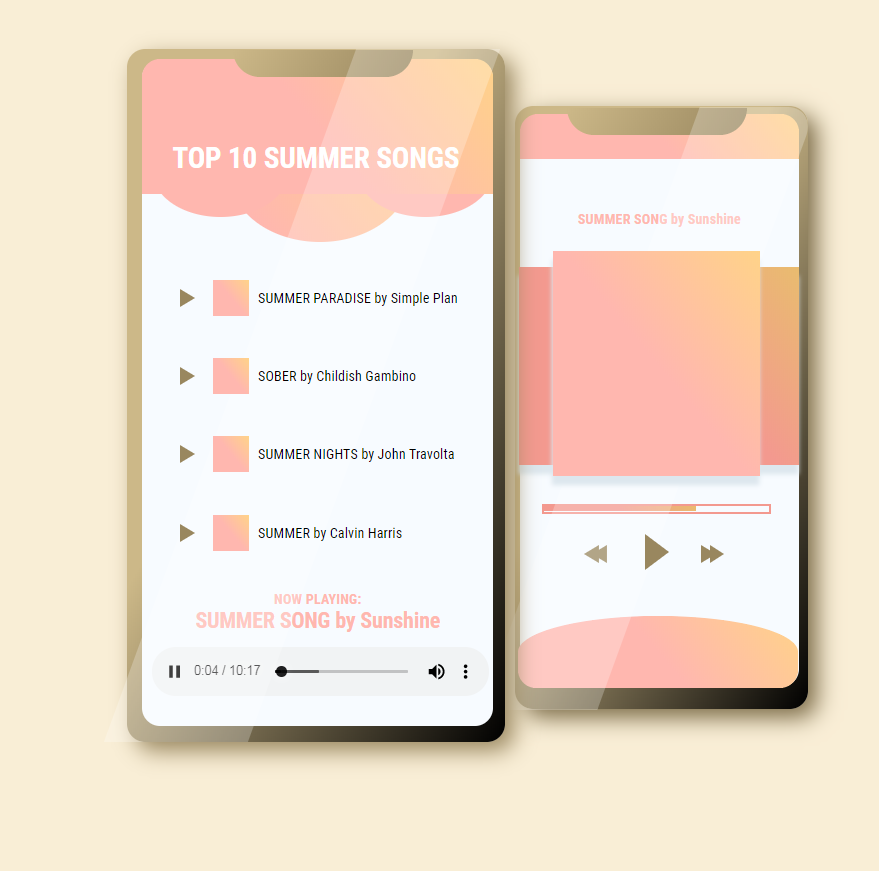 TOP 10 SUMMER SONGS
SUMMER PARADISE by Simple Plan
SOBER by Childish Gambino
SUMMER NIGHTS by John Travolta
SUMMER by Calvin Harris
NOW PLAYING:
SUMMER SONG by Sunshine
0:04 / 10:17
SUMMER SONG by Sunshine